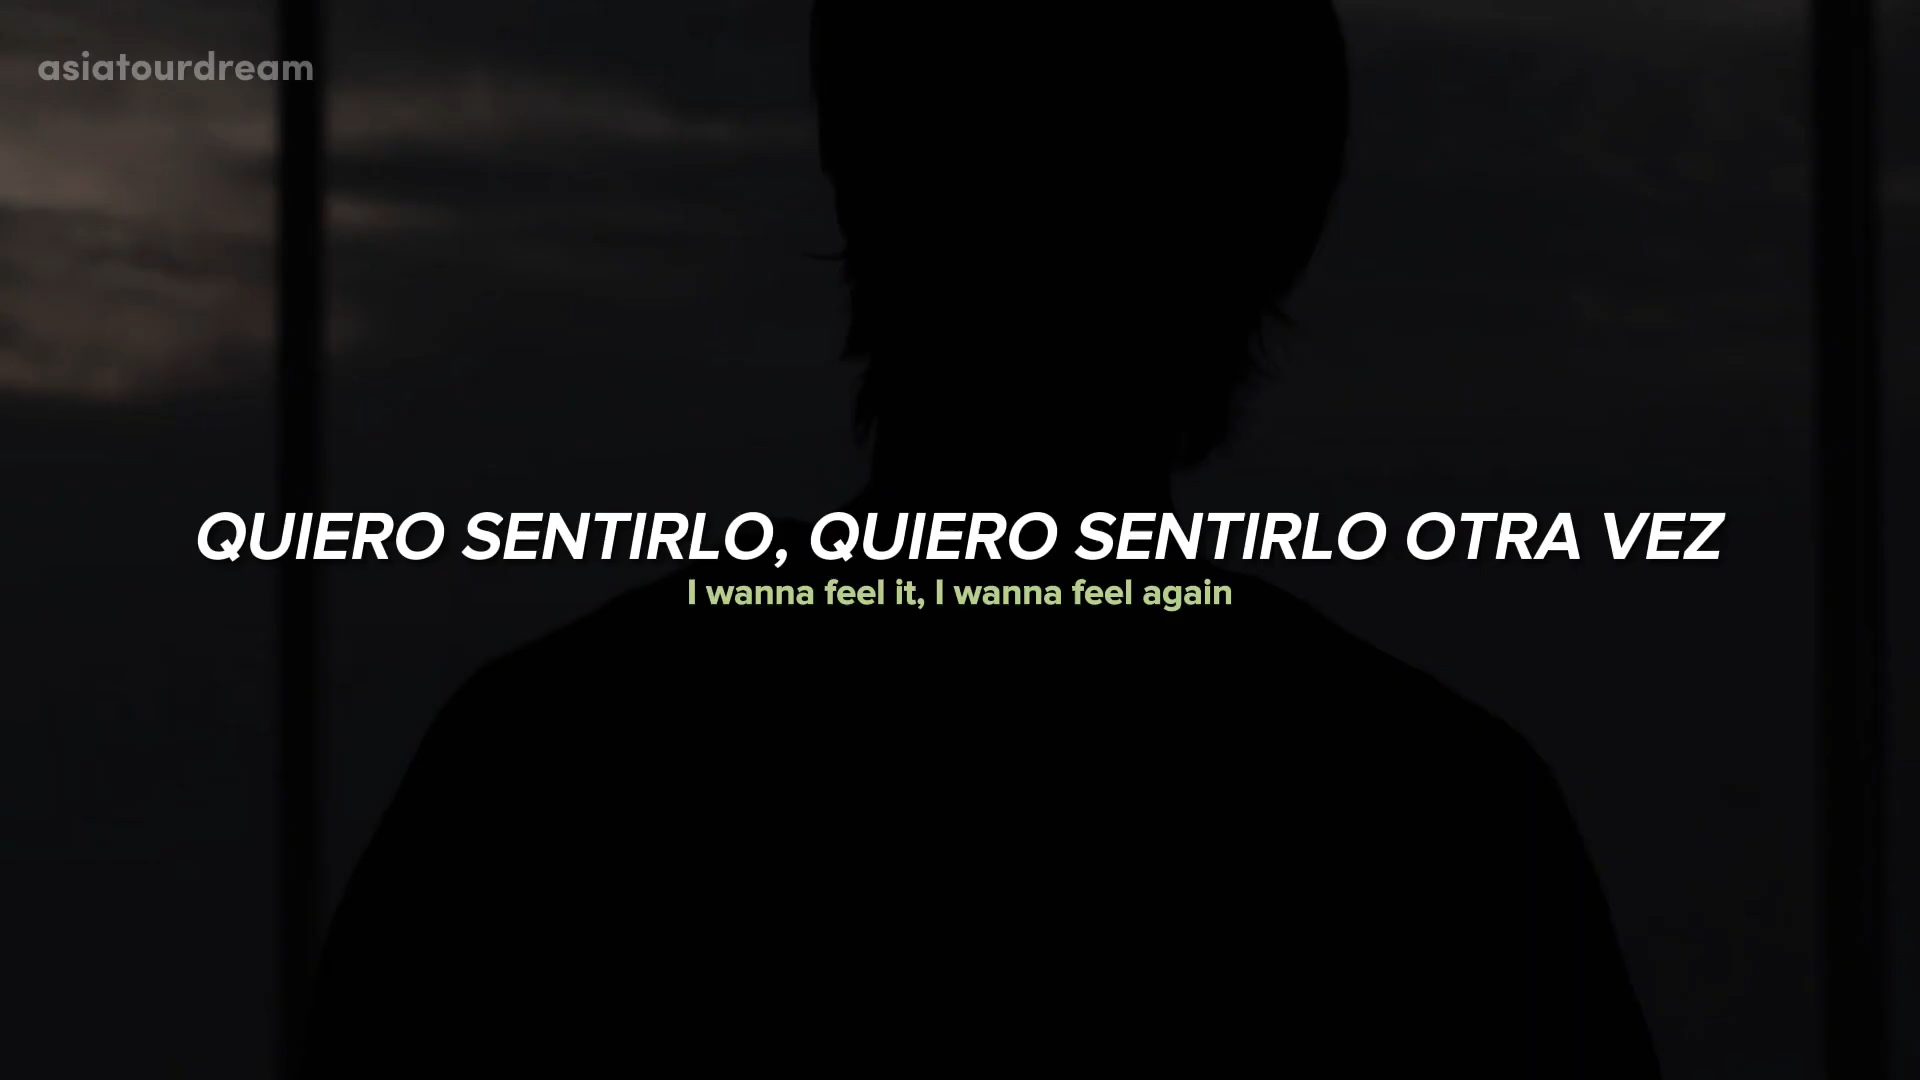 asiatourdream
QUIERO SENTIRLO, QUIERO SENTIRLO OTRA VEZ
I wanna feel it, I wanna feel again